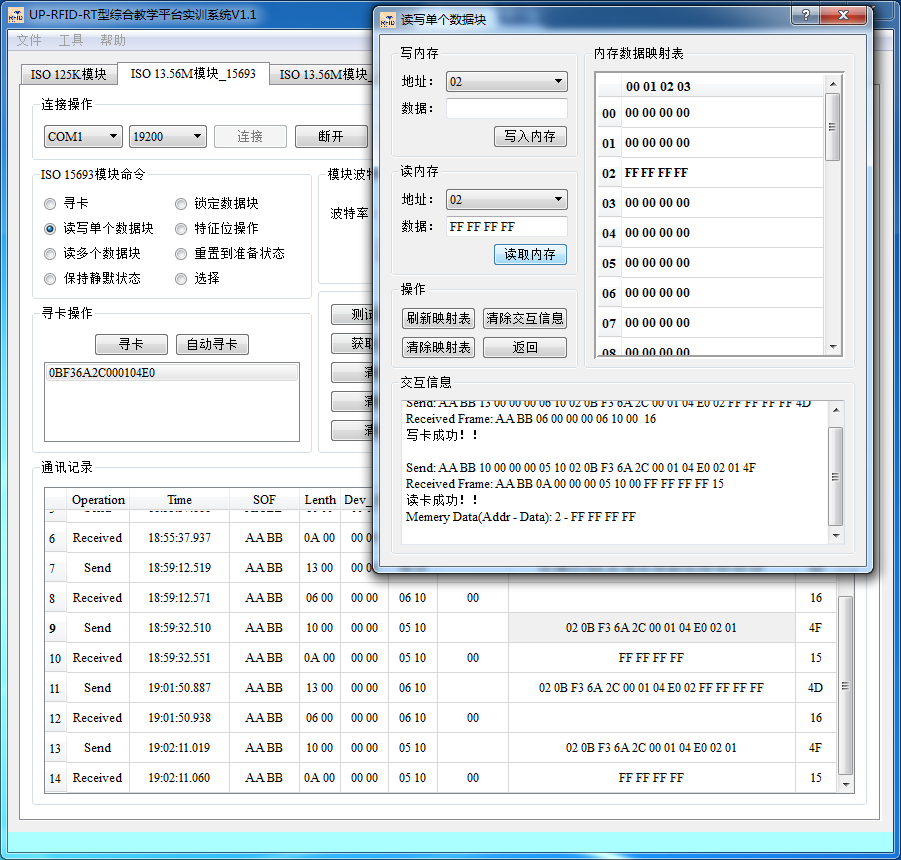 UP-RFID-RT型综合教学平台实训系统V1.1
文件 工具 帮助
ISO 125K模块 ISO 13.56M模块_15693 ISO 13.56M模块_
连接操作
COM1 19200 连接 断开
ISO 15693模块命令
寻卡 锁定数据块
读写单个数据块 特征位操作
读多个数据块 重置到准备状态
保持静默状态 选择
模块波特
波特率
寻卡操作
寻卡 自动寻卡
0BF36A2C000104E0
测试
获取
清
清
清
通讯记录
Operation Time SOF Lenth Dev_
6 Received 18:55:37.937 AA BB 0A 00 00 0
7 Send 18:59:12.519 AA BB 13 00 00 0
8 Received 18:59:12.571 AA BB 06 00 00 00 06 10 00 16
9 Send 18:59:32.510 AA BB 10 00 00 00 05 10 02 0B F3 6A 2C 00 01 04 E0 02 01 4F
10 Received 18:59:32.551 AA BB 0A 00 00 00 05 10 00 FF FF FF FF 15
11 Send 19:01:50.887 AA BB 13 00 00 00 06 10 02 0B F3 6A 2C 00 01 04 E0 02 FF FF FF FF 4D
12 Received 19:01:50.938 AA BB 06 00 00 00 06 10 00 16
13 Send 19:02:11.019 AA BB 10 00 00 00 05 10 02 0B F3 6A 2C 00 01 04 E0 02 01 4F
14 Received 19:02:11.060 AA BB 0A 00 00 00 05 10 00 FF FF FF FF 15
读写单个数据块
写内存
地址： 02
数据：
写入内存
读内存
地址： 02
数据： FF FF FF FF
读取内存
操作
刷新映射表 清除交互信息
清除映射表 返回
内存数据映射表
00 01 02 03
00 00 00 00 00
01 00 00 00 00
02 FF FF FF FF
03 00 00 00 00
04 00 00 00 00
05 00 00 00 00
06 00 00 00 00
07 00 00 00 00
08 00 00 00 00
交互信息
Send: AA BB 13 00 00 00 06 10 02 0B F3 6A 2C 00 01 04 E0 02 FF FF FF FF 4D
Received Frame: AA BB 06 00 00 00 06 10 00 16
写卡成功！！
Send: AA BB 10 00 00 00 05 10 02 0B F3 6A 2C 00 01 04 E0 02 01 4F
Received Frame: AA BB 0A 00 00 00 05 10 00 FF FF FF FF 15
读卡成功！！
Memery Data(Addr - Data): 2 - FF FF FF FF